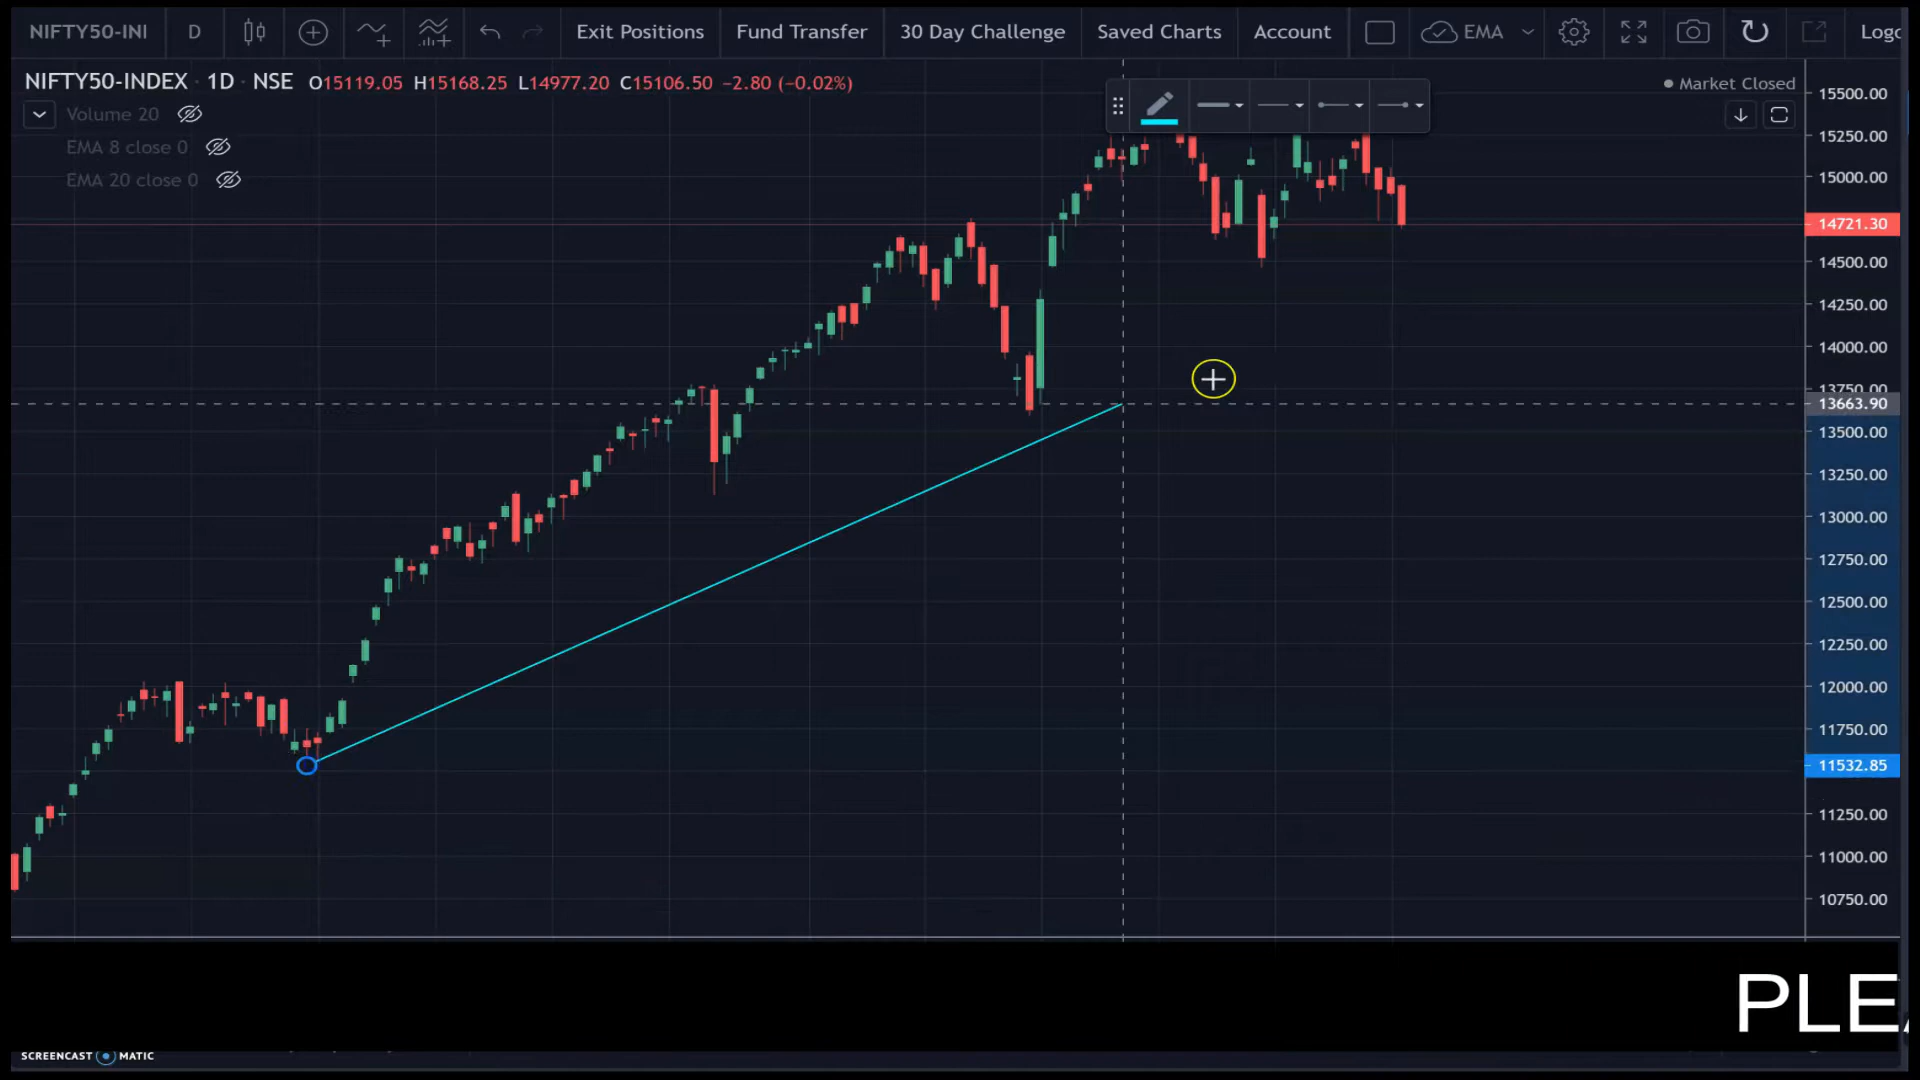 NIFTY50-INI D Exit Positions Fund Transfer 30 Day Challenge Saved Charts Account EMA Logo
NIFTY50-INDEX · 1D · NSE O15119.05 H15168.25 L14977.20 C15106.50 −2.80 (−0.02%)
Market Closed
Volume 20
EMA 8 close 0
EMA 20 close 0
15500.00
15250.00
15000.00
14721.30
14500.00
14250.00
14000.00
13750.00
13663.90
13500.00
13250.00
13000.00
12750.00
12500.00
12250.00
12000.00
11750.00
11532.85
11250.00
11000.00
10750.00
PLE
SCREENCAST MATIC